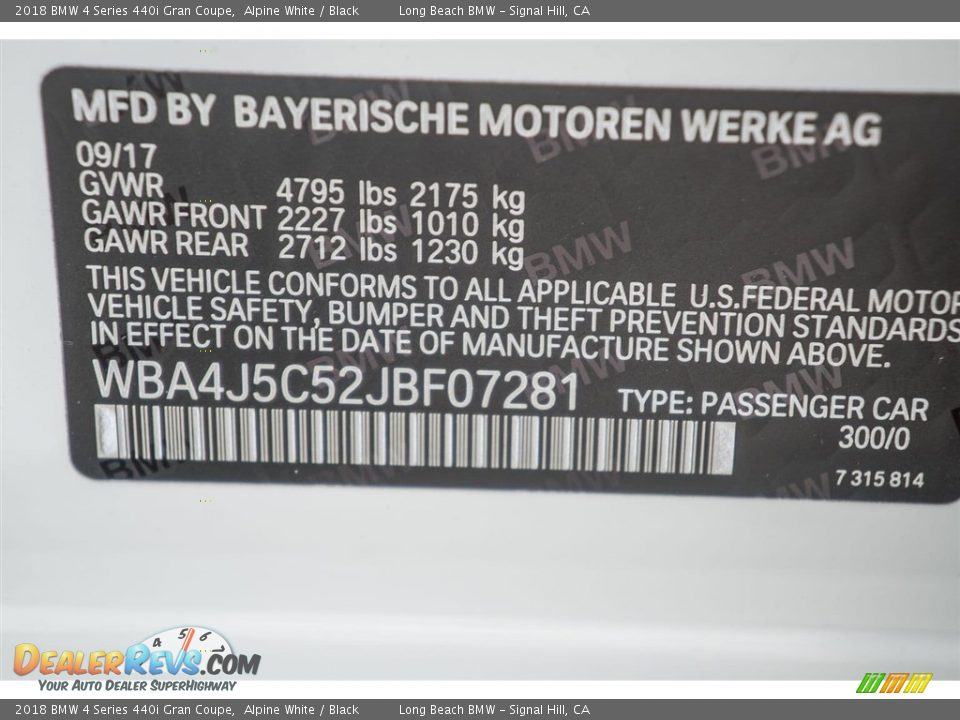 2018 BMW 4 Series 440i Gran Coupe, Alpine White / Black Long Beach BMW - Signal Hill, CA
MFD BY BAYERISCHE MOTOREN WERKE AG
09/17
GVWR 4795 lbs 2175 kg
GAWR FRONT 2227 lbs 1010 kg
GAWR REAR 2712 lbs 1230 kg
THIS VEHICLE CONFORMS TO ALL APPLICABLE U.S.FEDERAL MOTOR
VEHICLE SAFETY, BUMPER AND THEFT PREVENTION STANDARDS
IN EFFECT ON THE DATE OF MANUFACTURE SHOWN ABOVE.
WBA4J5C52JBF07281 TYPE: PASSENGER CAR
300/0
7 315 814
4 5 6
DEALERREVS.COM
YOUR AUTO DEALER SUPERHIGHWAY
2018 BMW 4 Series 440i Gran Coupe, Alpine White / Black Long Beach BMW - Signal Hill, CA